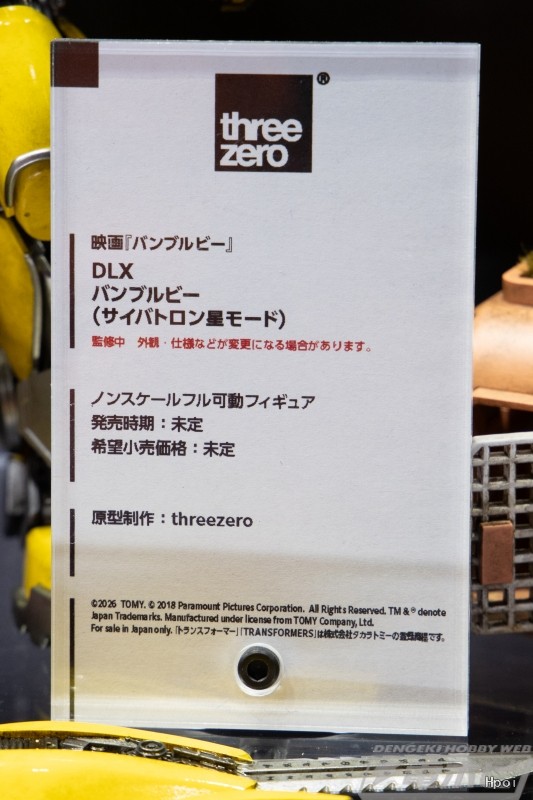 three
zero
®
映画『バンブルビー』
DLX
バンブルビー
(サイバトロン星モード)
監修中 外観・仕様などが変更になる場合があります。
ノンスケールフル可動フィギュア
発売時期：未定
希望小売価格：未定
原型制作：threezero
©2026 TOMY. © 2018 Paramount Pictures Corporation. All Rights Reserved. TM & ® denote
Japan Trademarks. Manufactured under license from TOMY Company, Ltd.
For sale in Japan only. 「トランスフォーマー」「TRANSFORMERS」は株式会社タカラトミーの登録商標です。
DENGEKI HOBBY WEB
Hpoi